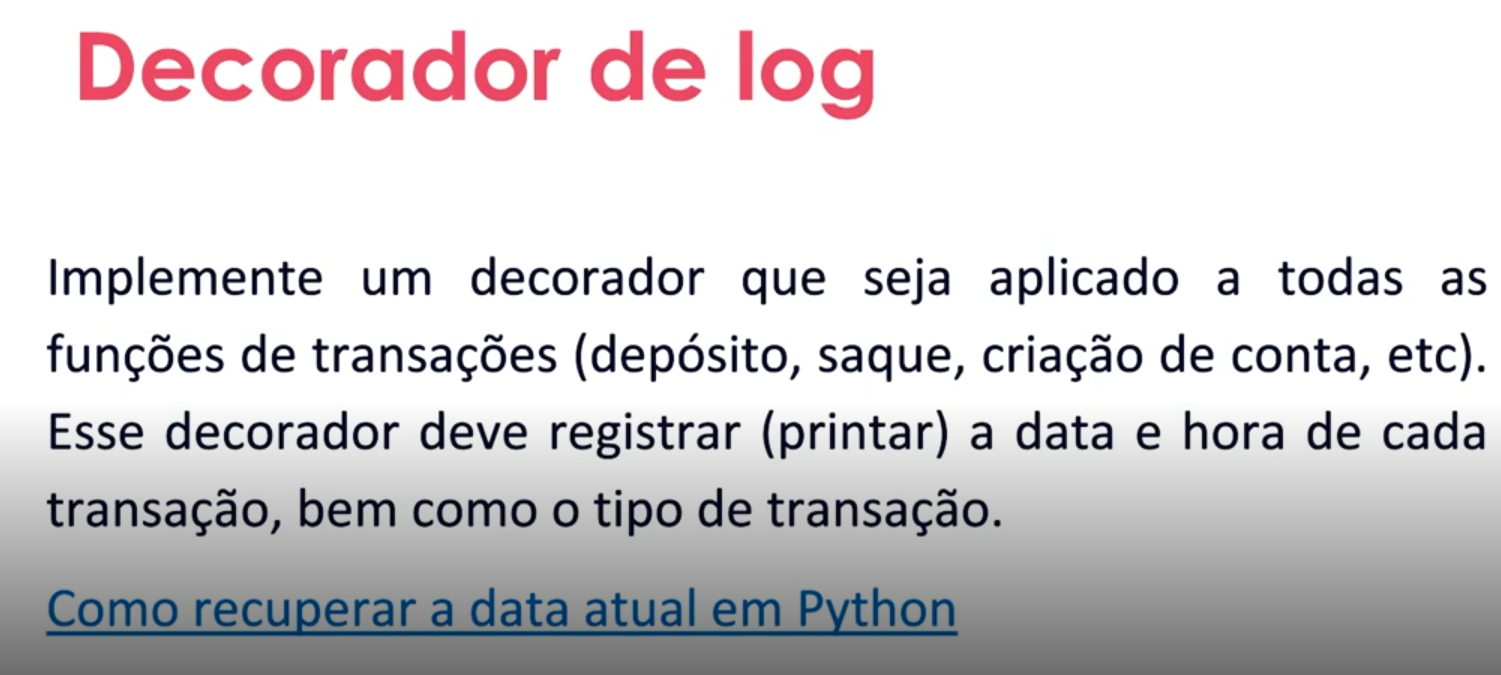 Decorador de log
Implemente um decorador que seja aplicado a todas as
funções de transações (depósito, saque, criação de conta, etc).
Esse decorador deve registrar (printar) a data e hora de cada
transação, bem como o tipo de transação.
Como recuperar a data atual em Python